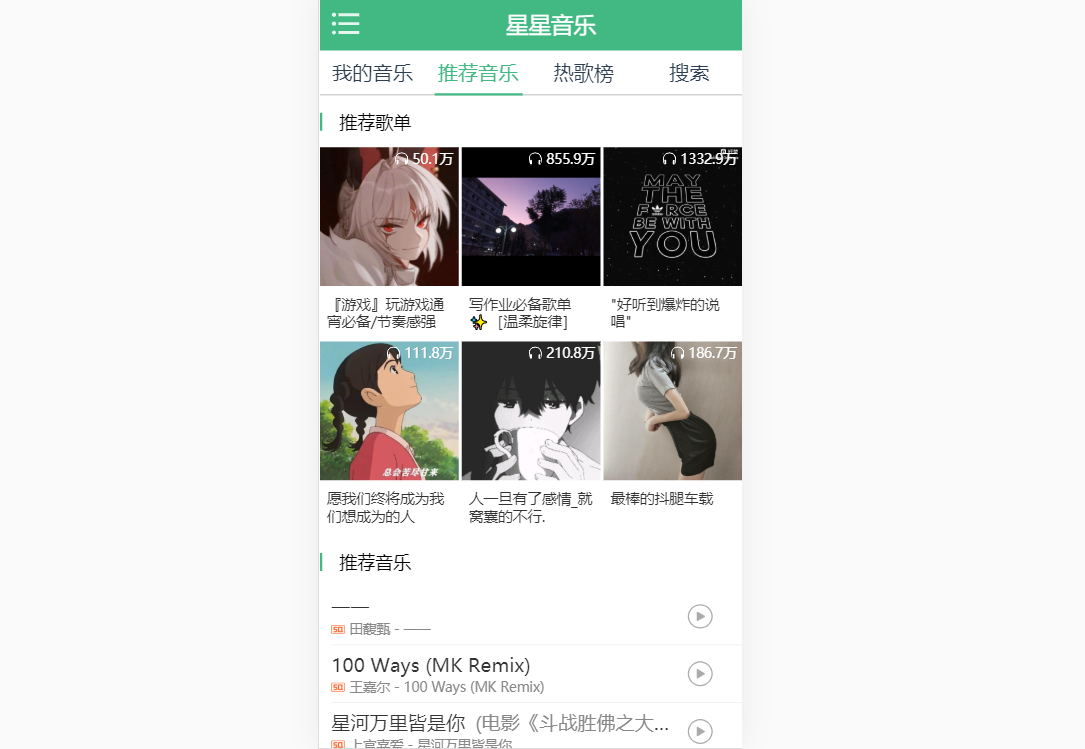 星星音乐
我的音乐 推荐音乐 热歌榜 搜索
推荐歌单
50.1万 855.9万 1332.9万
MAY
THE
FORCE
BE WITH
YOU
『游戏』玩游戏通
宵必备/节奏感强
写作业必备歌单
✨ [温柔旋律]
"好听到爆炸的说
唱"
111.8万 210.8万 186.7万
总会苦尽甘来
愿我们终将成为我
们想成为的人
人一旦有了感情_就
窝囊的不行.
最棒的抖腿车载
推荐音乐
——
SQ 田馥甄 - ——
100 Ways (MK Remix)
SQ 王嘉尔 - 100 Ways (MK Remix)
星河万里皆是你 (电影《斗战胜佛之大...
SQ 上官喜爱 - 星河万里皆是你